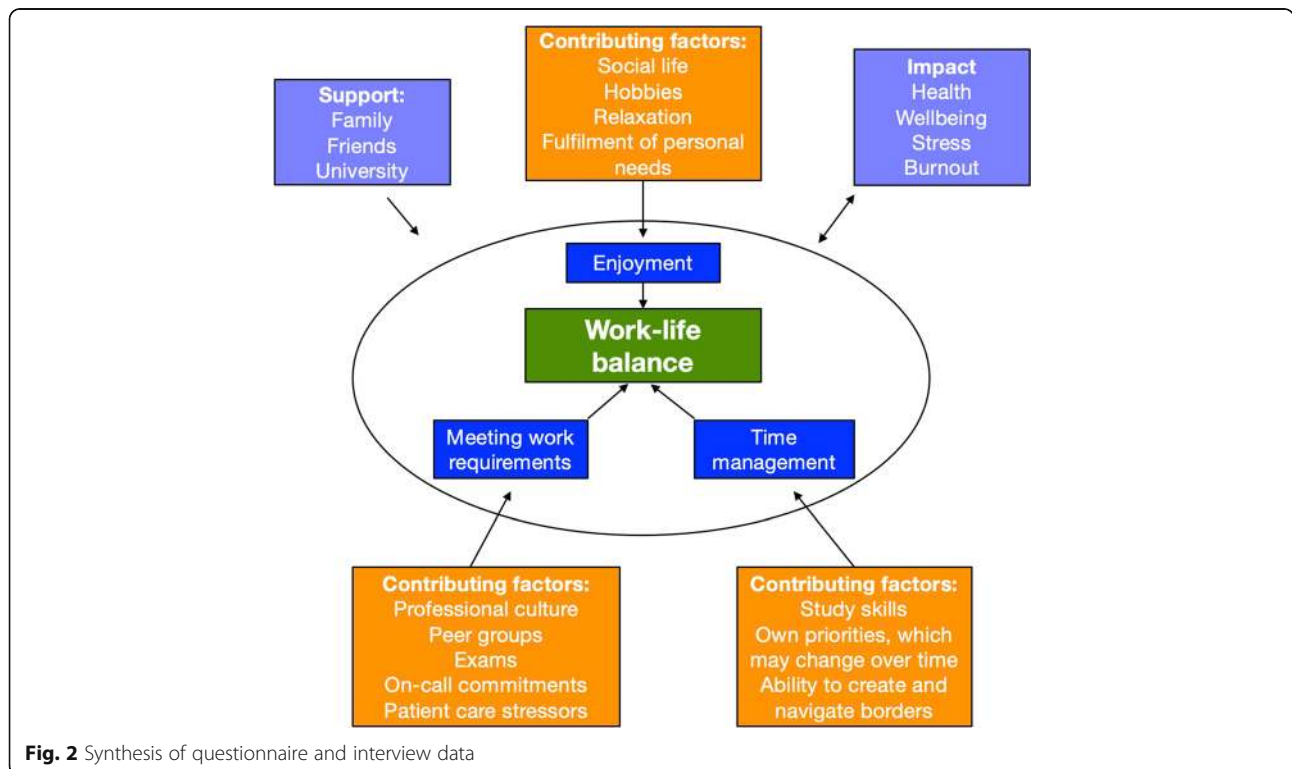 Contributing factors:
Social life
Hobbies
Relaxation
Fulfilment of personal
needs
Support:
Family
Friends
University
Impact
Health
Wellbeing
Stress
Burnout
Enjoyment
Work-life
balance
Meeting work
requirements
Time
management
Contributing factors:
Professional culture
Peer groups
Exams
On-call commitments
Patient care stressors
Contributing factors:
Study skills
Own priorities, which
may change over time
Ability to create and
navigate borders
Fig. 2 Synthesis of questionnaire and interview data